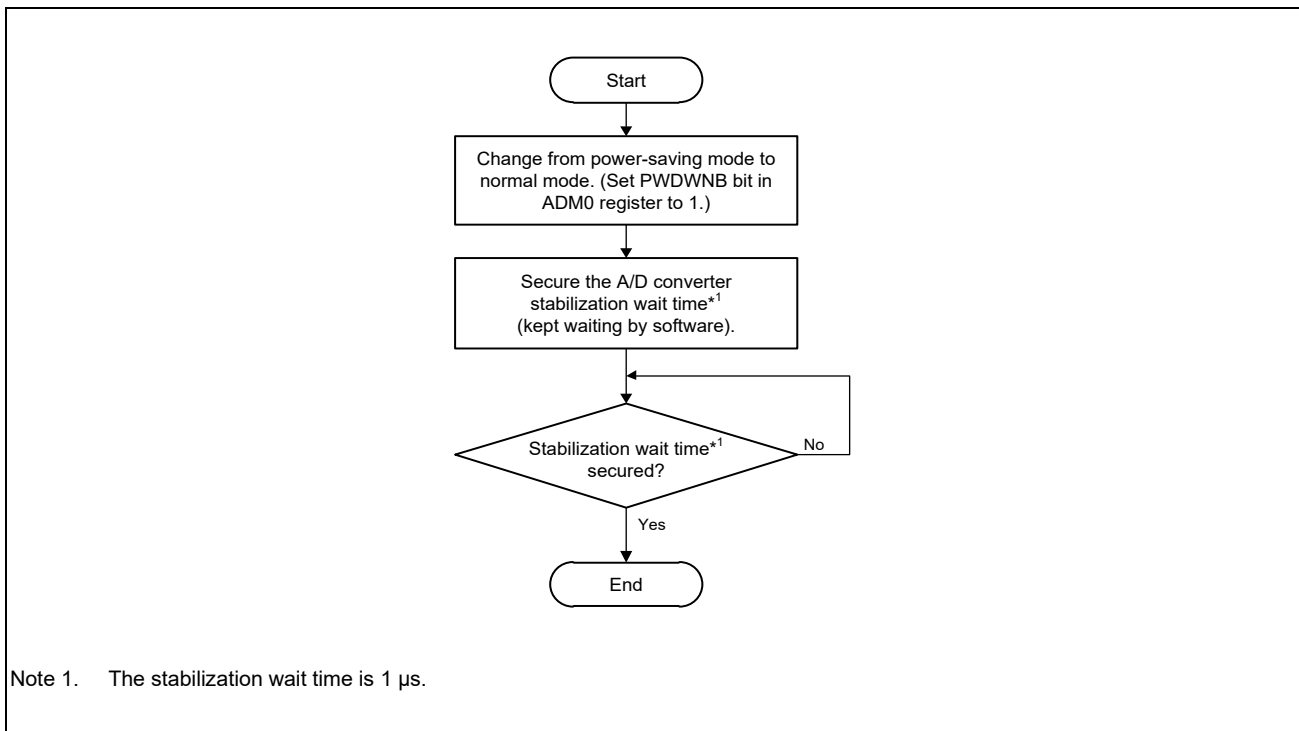 Start
Change from power-saving mode to
normal mode. (Set PWDWNB bit in
ADM0 register to 1.)
Secure the A/D converter
stabilization wait time*1
(kept waiting by software).
Stabilization wait time*1
secured?
No
Yes
End
Note 1. The stabilization wait time is 1 µs.